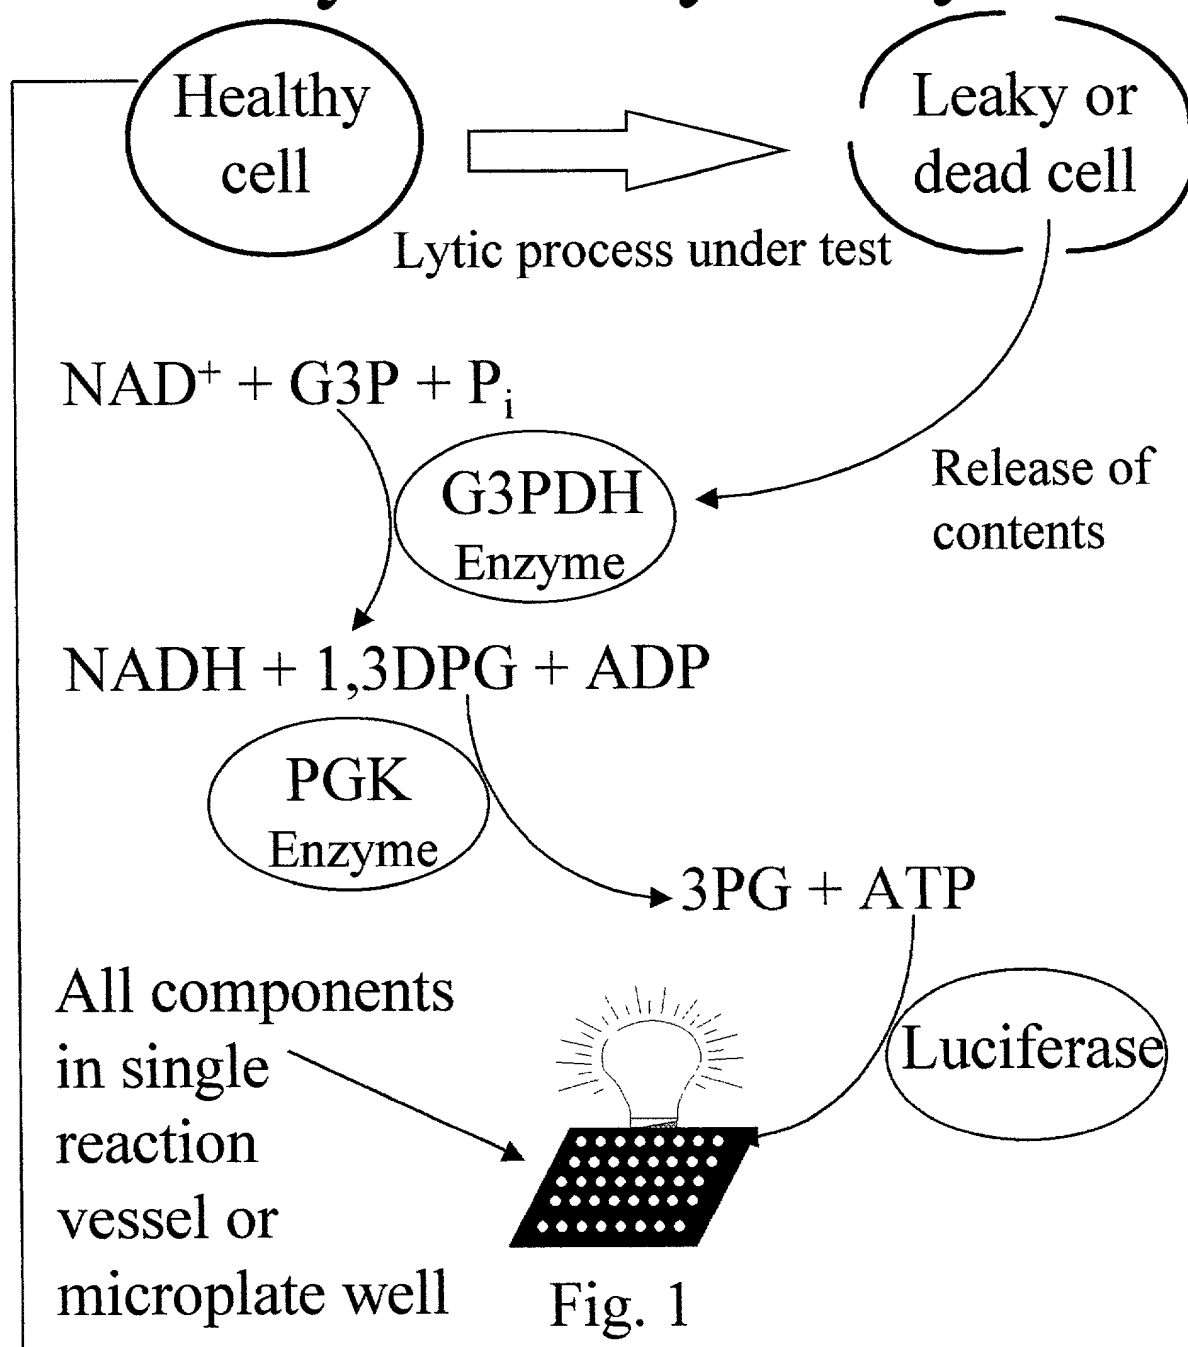 Healthy
cell
Leaky or
dead cell
Lytic process under test
NAD⁺ + G3P + Pᵢ
G3PDH
Enzyme
Release of
contents
NADH + 1,3DPG + ADP
PGK
Enzyme
3PG + ATP
Luciferase
All components
in single
reaction
vessel or
microplate well
Fig. 1